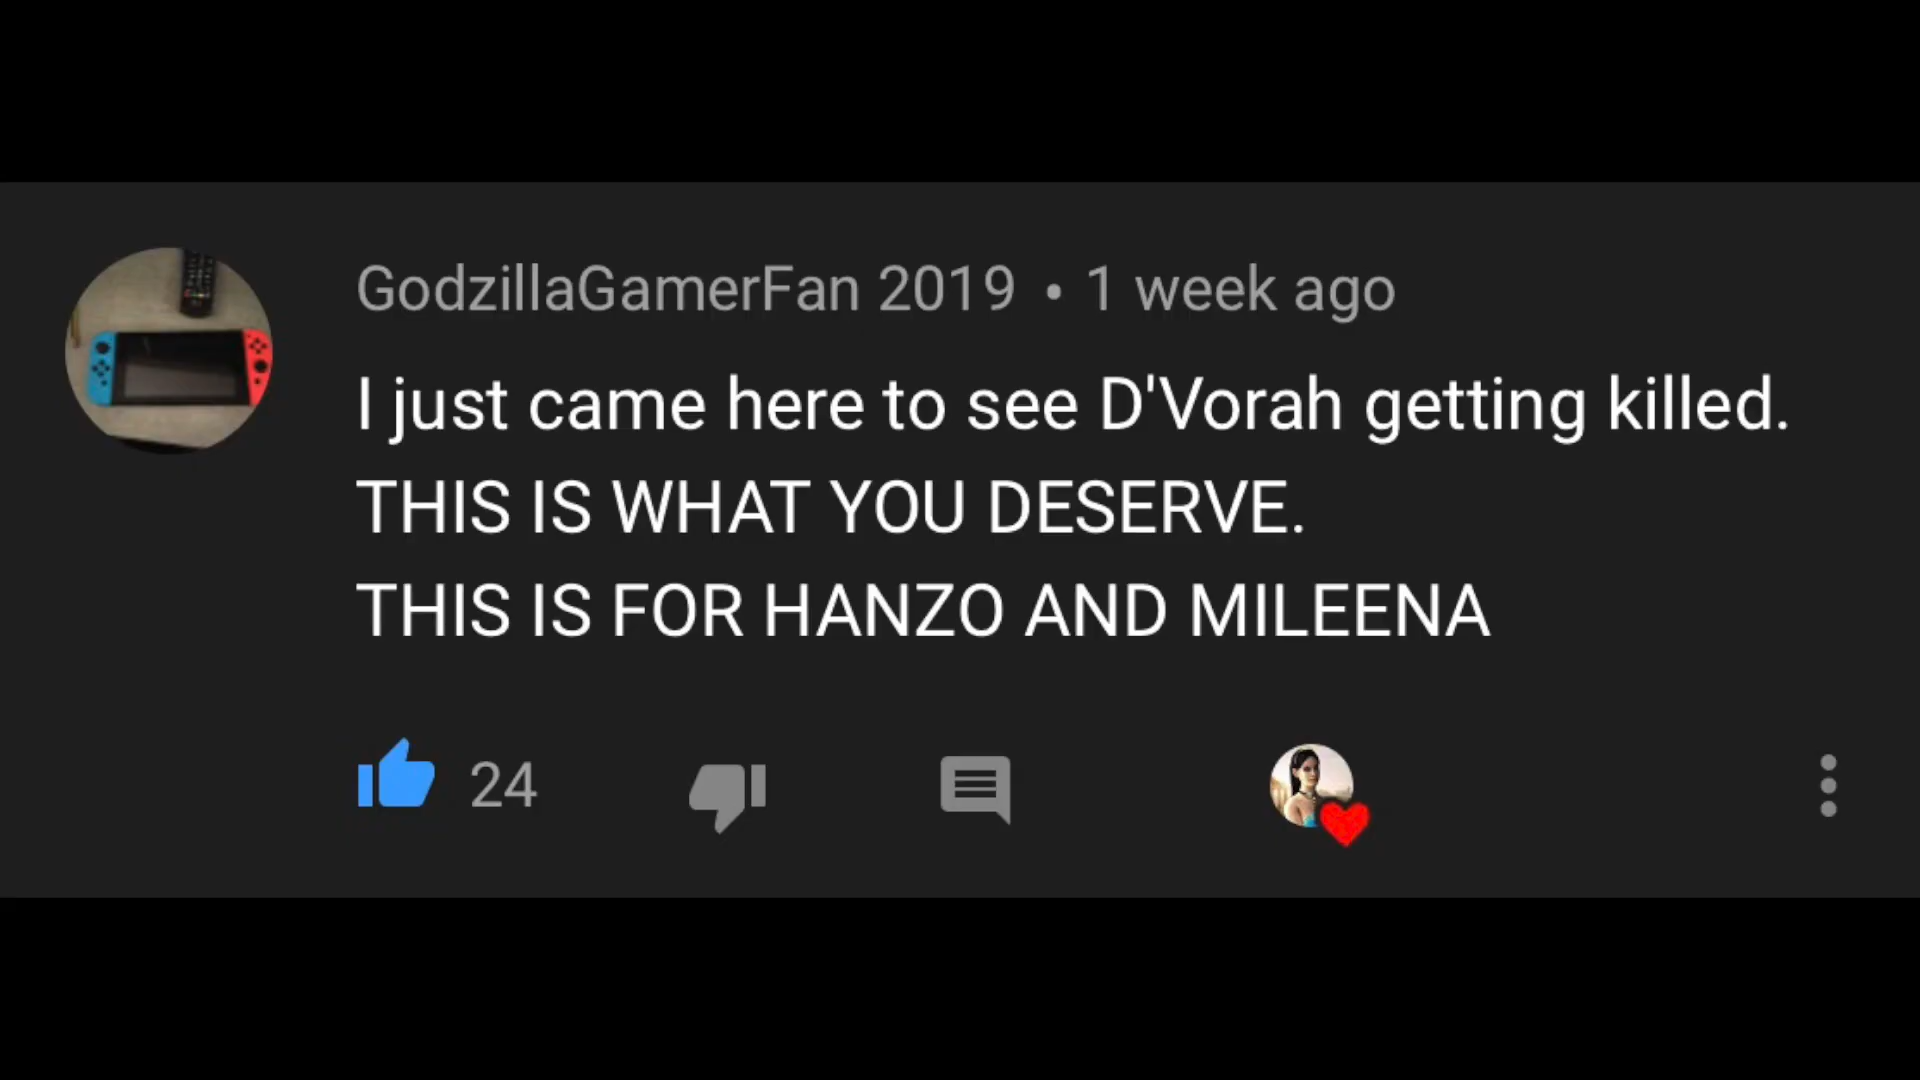 GodzillaGamerFan 2019 • 1 week ago
I just came here to see D'Vorah getting killed.
THIS IS WHAT YOU DESERVE.
THIS IS FOR HANZO AND MILEENA
24